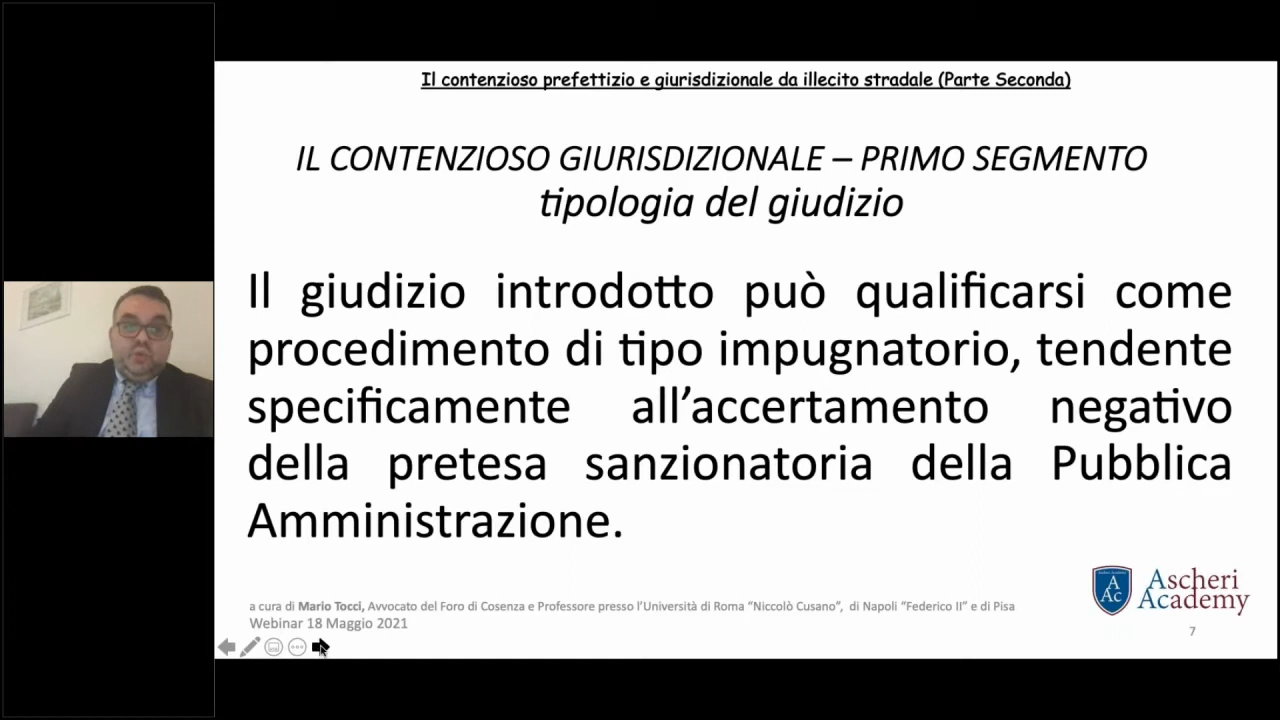 Il contenzioso prefettizio e giurisdizionale da illecito stradale (Parte Seconda)
IL CONTENZIOSO GIURISDIZIONALE – PRIMO SEGMENTO
tipologia del giudizio
Il giudizio introdotto può qualificarsi come
procedimento di tipo impugnatorio, tendente
specificamente all’accertamento negativo
della pretesa sanzionatoria della Pubblica
Amministrazione.
a cura di Mario Tocci, Avvocato del Foro di Cosenza e Professore presso l’Università di Roma “Niccolò Cusano”, di Napoli “Federico II” e di Pisa
Webinar 18 Maggio 2021
A
Ac
Ascheri
Academy
7